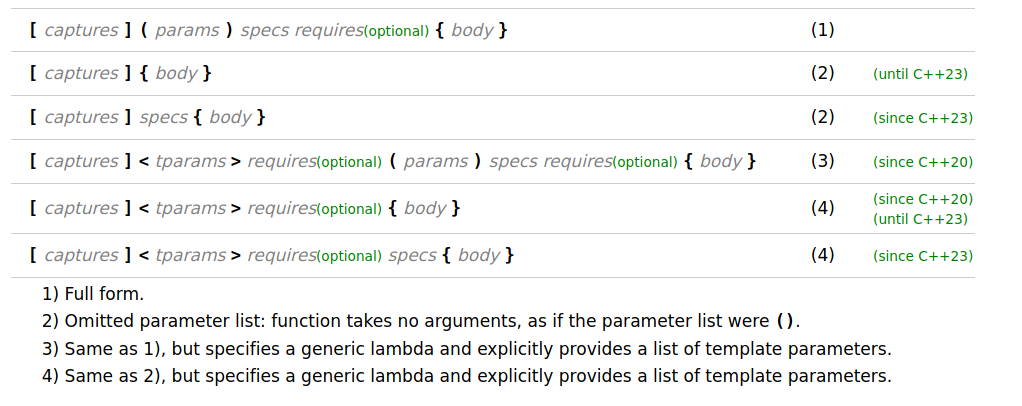 [ captures ] ( params ) specs requires(optional) { body } (1)
[ captures ] { body } (2) (until C++23)
[ captures ] specs { body } (2) (since C++23)
[ captures ] < tparams > requires(optional) ( params ) specs requires(optional) { body } (3) (since C++20)
[ captures ] < tparams > requires(optional) { body } (4) (since C++20)
(until C++23)
[ captures ] < tparams > requires(optional) specs { body } (4) (since C++23)
1) Full form.
2) Omitted parameter list: function takes no arguments, as if the parameter list were ().
3) Same as 1), but specifies a generic lambda and explicitly provides a list of template parameters.
4) Same as 2), but specifies a generic lambda and explicitly provides a list of template parameters.